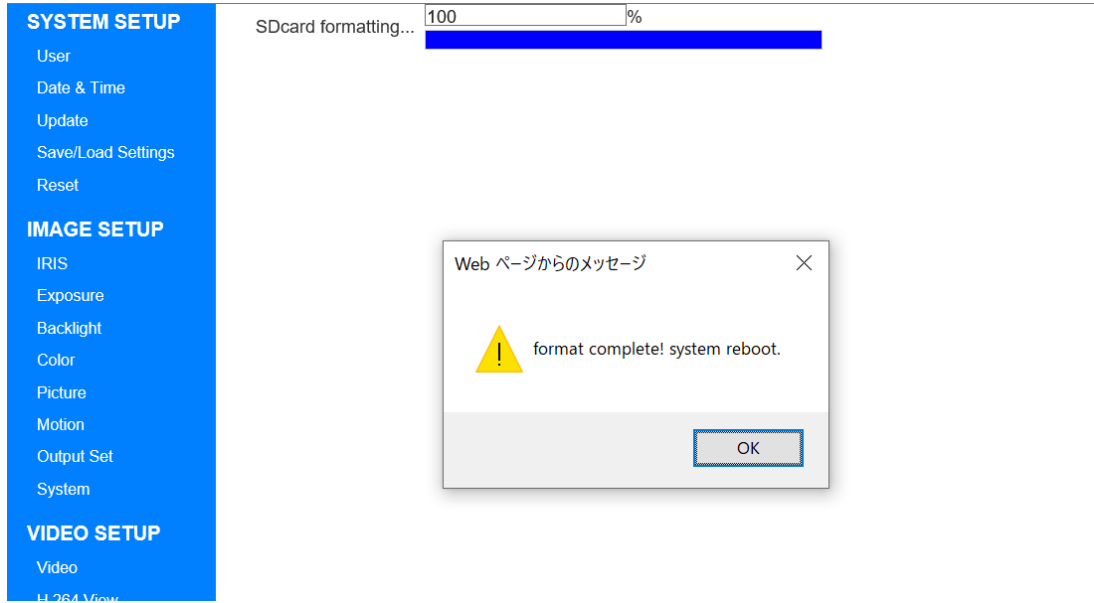 SYSTEM SETUP
User
Date & Time
Update
Save/Load Settings
Reset
IMAGE SETUP
IRIS
Exposure
Backlight
Color
Picture
Motion
Output Set
System
VIDEO SETUP
Video
H.264 View
SDcard formatting... 100 %
Web ページからのメッセージ
format complete! system reboot.
OK